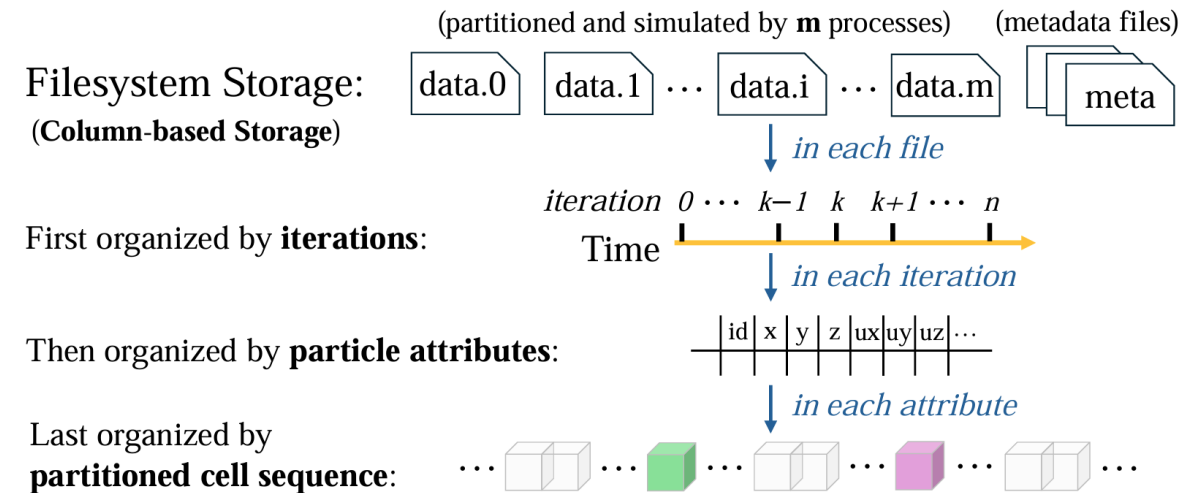 (partitioned and simulated by m processes) (metadata files)
Filesystem Storage: data.0 data.1 ··· data.i ··· data.m meta
(Column-based Storage)
in each file
iteration 0 ··· k−1 k k+1 ··· n
First organized by iterations:
Time
in each iteration
id x y z ux uy uz ···
Then organized by particle attributes:
in each attribute
Last organized by
partitioned cell sequence: ··· ··· ··· ··· ··· ···